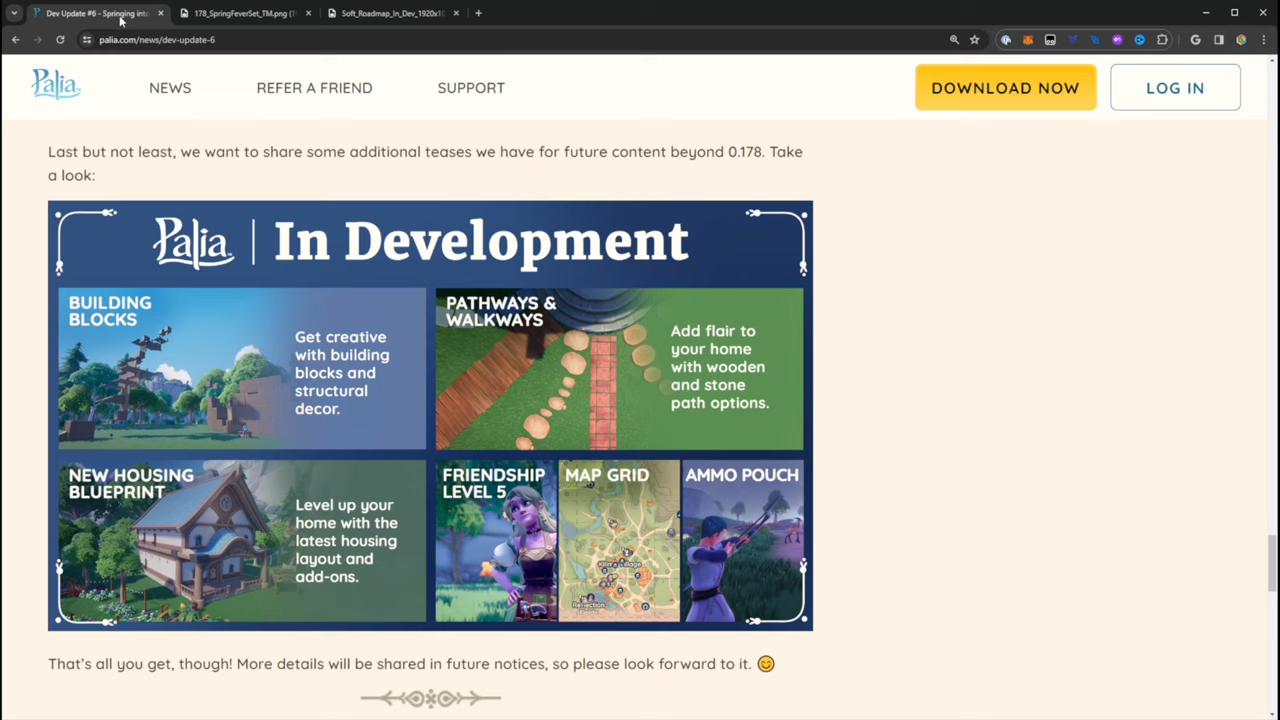 Dev Update #6 - Springing into
178_SpringFeverSet_TM.png (1
Soft_Roadmap_In_Dev_1920x10
palia.com/news/dev-update-6
Palia
NEWS
REFER A FRIEND
SUPPORT
DOWNLOAD NOW
LOG IN
Last but not least, we want to share some additional teases we have for future content beyond 0.178. Take
a look:
Palia
In Development
BUILDING
BLOCKS
Get creative
with building
blocks and
structural
decor.
PATHWAYS &
WALKWAYS
Add flair to
your home
with wooden
and stone
path options.
NEW HOUSING
BLUEPRINT
Level up your
home with the
latest housing
layout and
add-ons.
FRIENDSHIP
LEVEL 5
MAP GRID
AMMO POUCH
That's all you get, though! More details will be shared in future notices, so please look forward to it. 😊